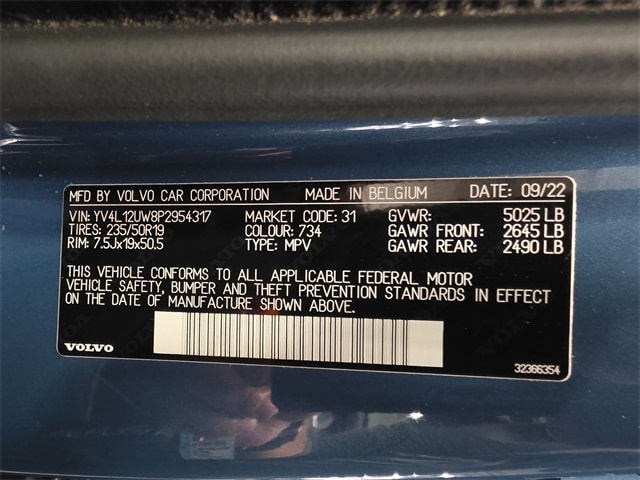 MFD BY VOLVO CAR CORPORATION MADE IN BELGIUM DATE: 09/22
VIN: YV4L12UW8P2954317 MARKET CODE: 31 GVWR: 5025 LB
TIRES: 235/50R19 COLOUR: 734 GAWR FRONT: 2645 LB
RIM: 7.5Jx19x50.5 TYPE: MPV GAWR REAR: 2490 LB
THIS VEHICLE CONFORMS TO ALL APPLICABLE FEDERAL MOTOR
VEHICLE SAFETY, BUMPER AND THEFT PREVENTION STANDARDS IN EFFECT
ON THE DATE OF MANUFACTURE SHOWN ABOVE.
VOLVO 32366354